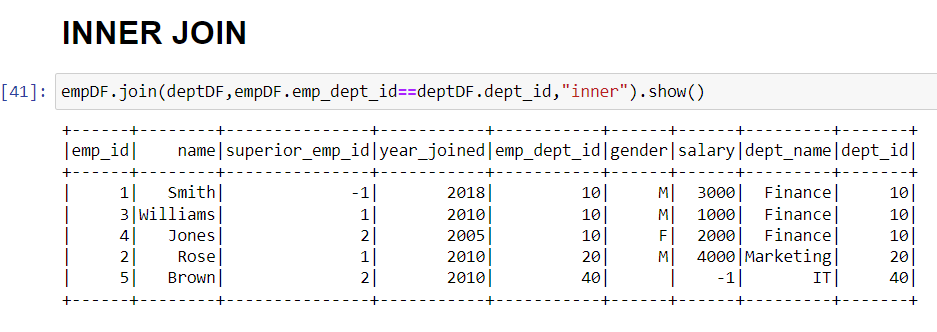 INNER JOIN
[41]: empDF.join(deptDF,empDF.emp_dept_id==deptDF.dept_id,"inner").show()
+------+--------+---------------+-----------+-----------+------+------+---------+-------+
|emp_id|    name|superior_emp_id|year_joined|emp_dept_id|gender|salary|dept_name|dept_id|
+------+--------+---------------+-----------+-----------+------+------+---------+-------+
|     1|   Smith|             -1|       2018|         10|     M|  3000|  Finance|     10|
|     3|Williams|              1|       2010|         10|     M|  1000|  Finance|     10|
|     4|   Jones|              2|       2005|         10|     F|  2000|  Finance|     10|
|     2|    Rose|              1|       2010|         20|     M|  4000|Marketing|     20|
|     5|   Brown|              2|       2010|         40|      |    -1|       IT|     40|
+------+--------+---------------+-----------+-----------+------+------+---------+-------+